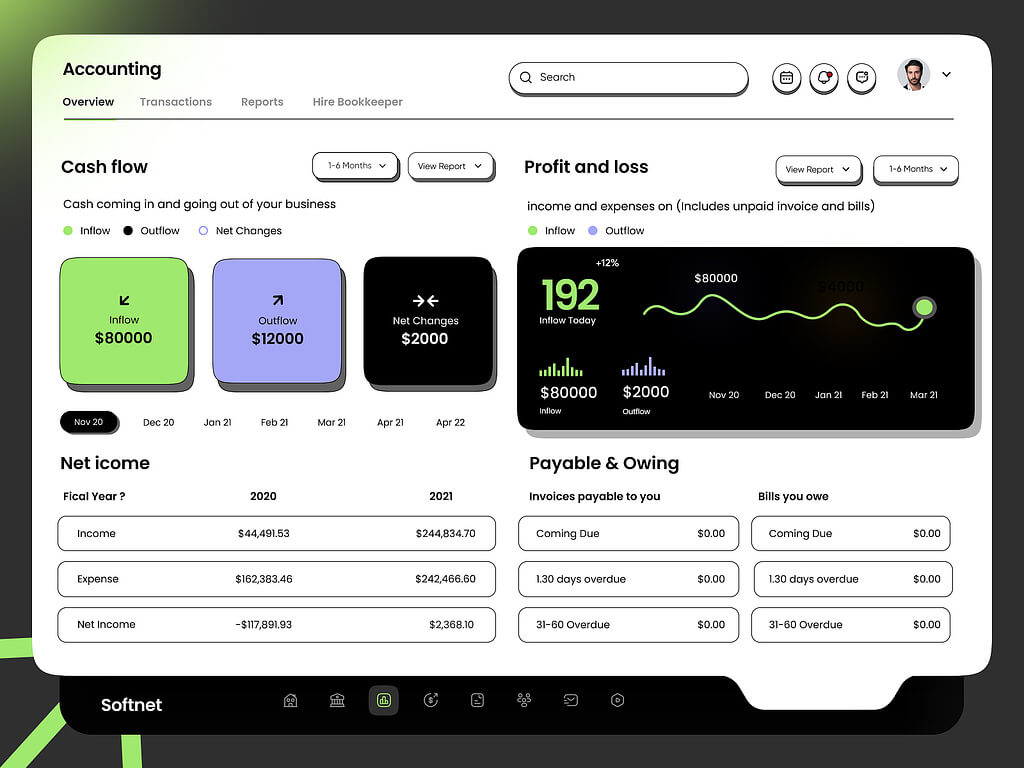 Accounting
Search
Overview Transactions Reports Hire Bookkeeper
Cash flow
1-6 Months
View Report
Cash coming in and going out of your business
Inflow Outflow Net Changes
Inflow
$80000
Outflow
$12000
Net Changes
$2000
Nov 20 Dec 20 Jan 21 Feb 21 Mar 21 Apr 21 Apr 22
Profit and loss
View Report
1-6 Months
income and expenses on (Includes unpaid invoice and bills)
Inflow Outflow
+12%
192
Inflow Today
$80000
$4000
$80000
Inflow
$2000
Outflow
Nov 20 Dec 20 Jan 21 Feb 21 Mar 21
Net icome
Fical Year ? 2020 2021
Income $44,491.53 $244,834.70
Expense $162,383.46 $242,466.60
Net Income -$117,891.93 $2,368.10
Payable & Owing
Invoices payable to you
Coming Due $0.00
1.30 days overdue $0.00
31-60 Overdue $0.00
Bills you owe
Coming Due $0.00
1.30 days overdue $0.00
31-60 Overdue $0.00
Softnet